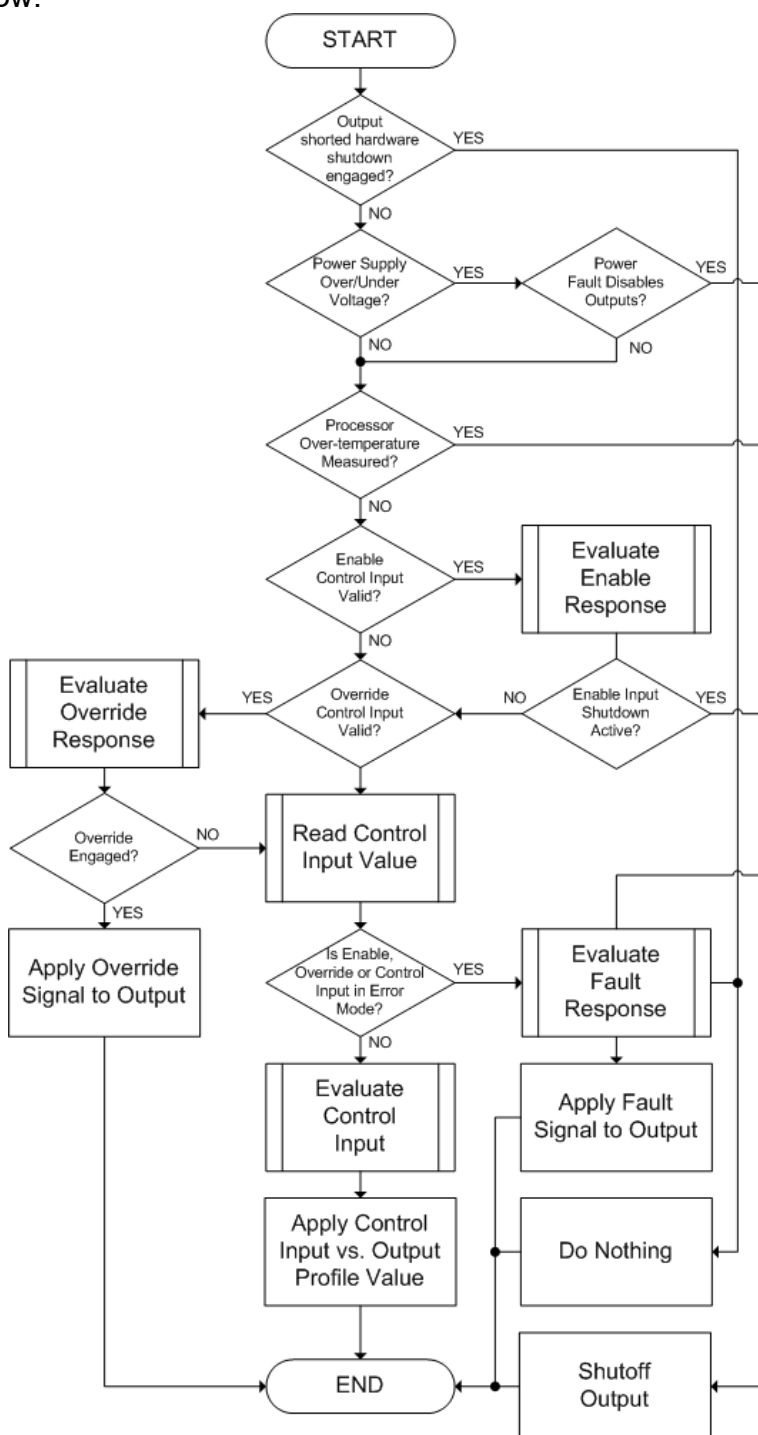 START
Output
shorted hardware
shutdown
engaged?
YES
NO
Power Supply
Over/Under
Voltage?
YES
Power
Fault Disables
Outputs?
YES
NO
NO
Processor
Over-temperature
Measured?
YES
NO
Enable
Control Input
Valid?
YES
Evaluate
Enable
Response
NO
Evaluate
Override
Response
YES
Override
Control Input
Valid?
NO
Enable Input
Shutdown
Active?
YES
Override
Engaged?
NO
Read Control
Input Value
YES
Apply Override
Signal to Output
Is Enable,
Override or Control
Input in Error
Mode?
YES
Evaluate
Fault
Response
NO
Evaluate
Control
Input
Apply Fault
Signal to Output
Apply Control
Input vs. Output
Profile Value
Do Nothing
END
Shutoff
Output